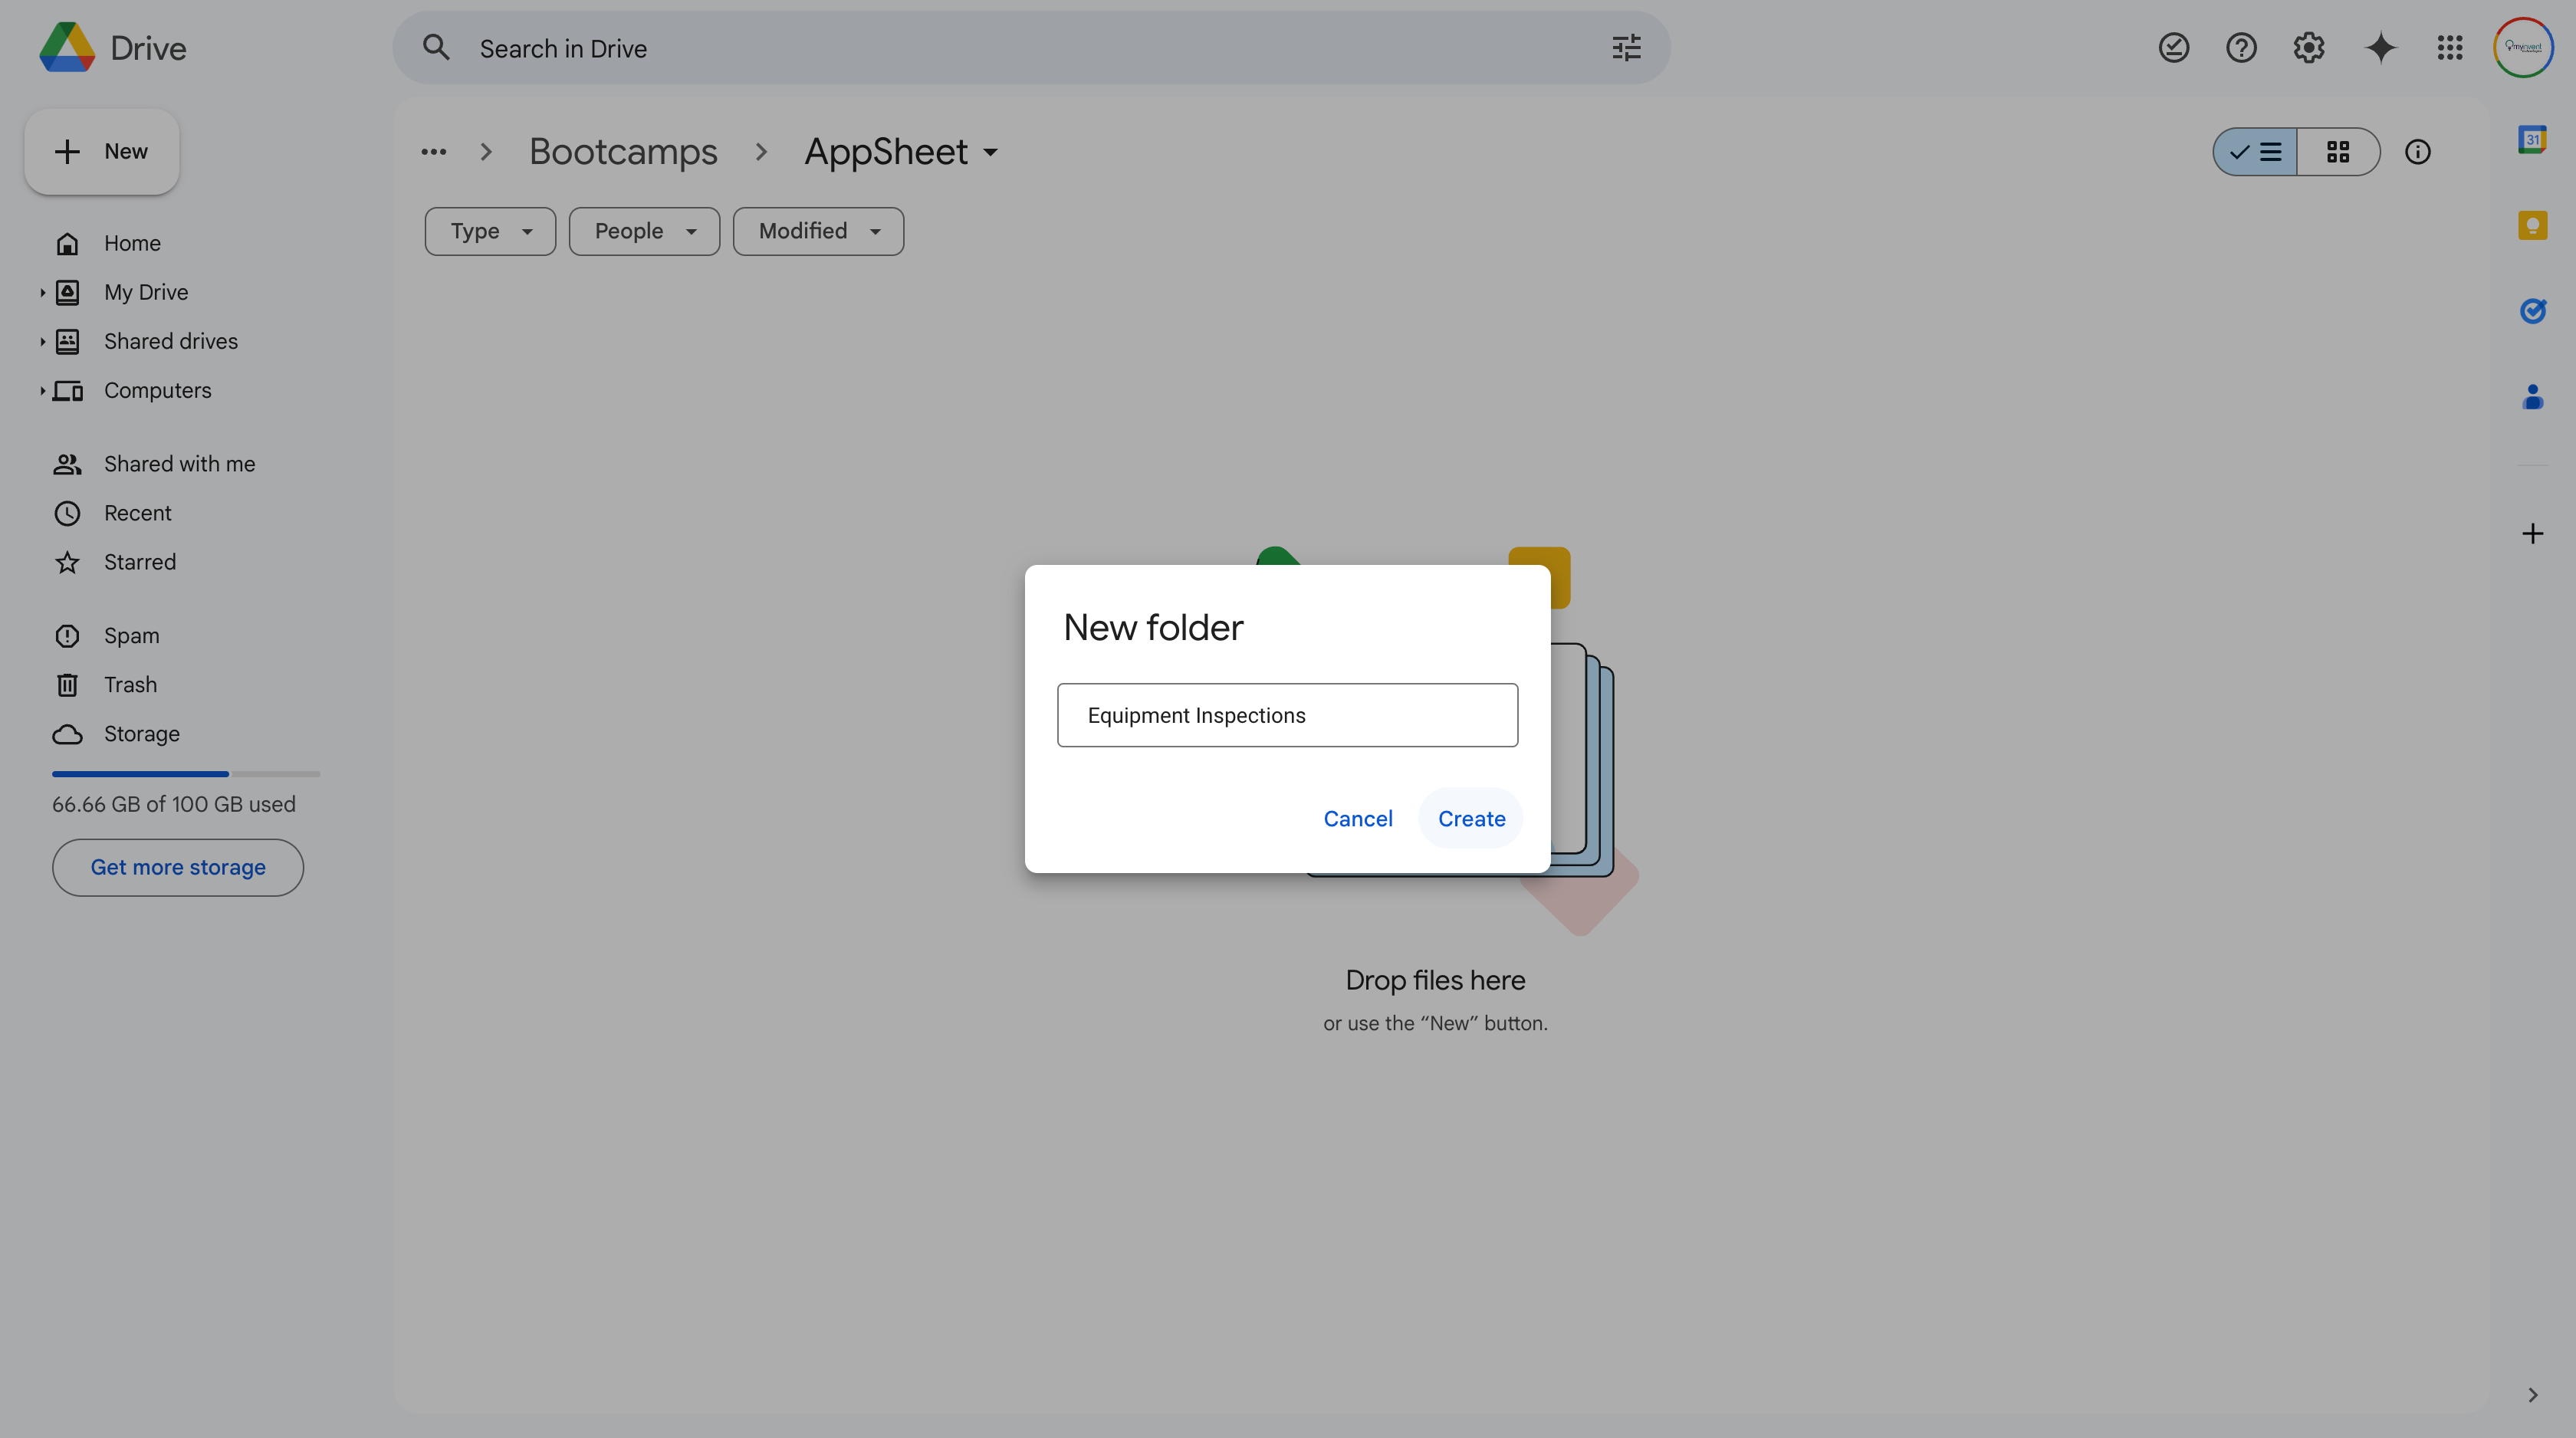 Drive
Search in Drive
myinvent
New
Bootcamps
AppSheet
31
Type
People
Modified
Home
My Drive
Shared drives
Computers
Shared with me
Recent
Starred
Spam
Trash
Storage
66.66 GB of 100 GB used
Get more storage
New folder
Equipment Inspections
Cancel
Create
Drop files here
or use the “New” button.